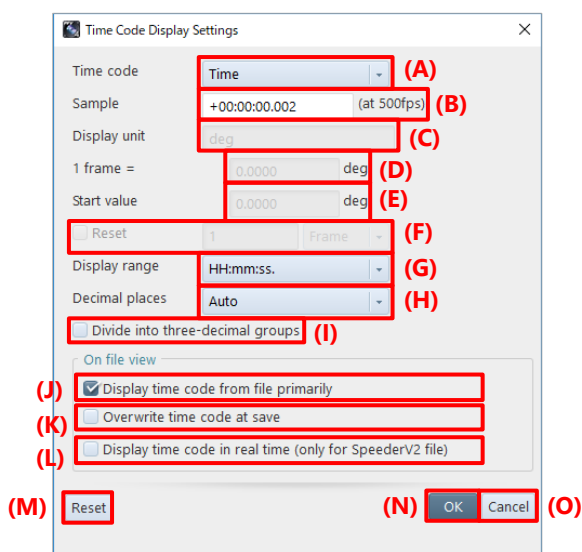 Time Code Display Settings
Time code Time (A)
Sample +00:00:00.002 (at 500fps) (B)
Display unit deg (C)
1 frame = 0.0000 deg (D)
Start value 0.0000 deg (E)
Reset 1 Frame (F)
Display range HH:mm:ss. (G)
Decimal places Auto (H)
Divide into three-decimal groups (I)
On file view
(J) Display time code from file primarily
(K) Overwrite time code at save
(L) Display time code in real time (only for SpeederV2 file)
(M) Reset (N) OK Cancel (O)